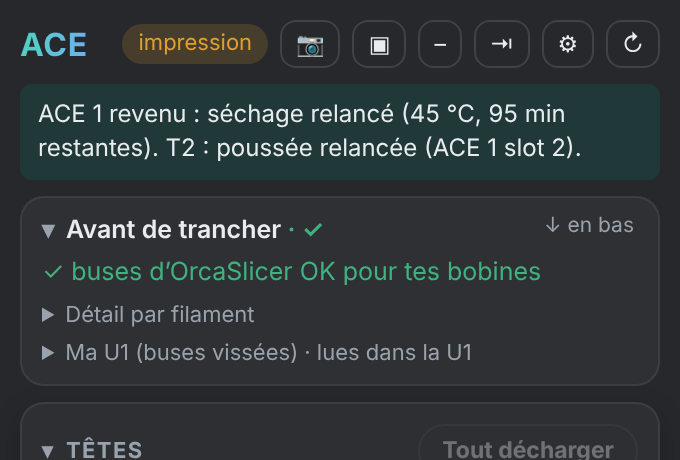 ACE impression
ACE 1 revenu : séchage relancé (45 °C, 95 min
restantes). T2 : poussée relancée (ACE 1 slot 2).
▼ Avant de trancher · ✓ ↓ en bas
✓ buses d’OrcaSlicer OK pour tes bobines
▶ Détail par filament
▶ Ma U1 (buses vissées) · lues dans la U1
▼ TÊTES Tout décharger